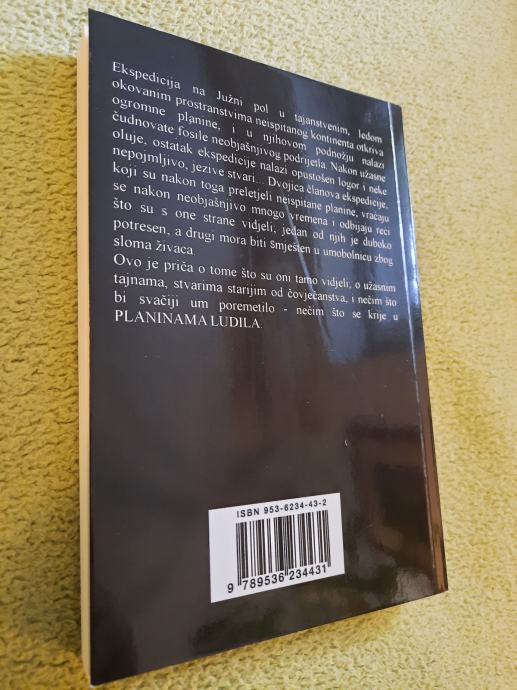 Ekspedicija na Južni pol u tajanstvenim, ledom
okovanim prostranstvima neispitanog kontinenta otkriva
ogromne planine, i u njihovom podnožju nalazi
čudnovate fosile neobjašnjivog podrijetla. Nakon užasne
oluje, ostatak ekspedicije nalazi opustošen logor i neke
nepojmljivo, jezive stvari... Dvojica članova ekspedicije,
koji su nakon toga preletjeli neispitane planine, vraćaju
se nakon neobjašnjivo mnogo vremena i odbijaju reći
što su s one strane vidjeli; jedan od njih je duboko
potresen, a drugi mora biti smješten u umobolnicu zbog
sloma živaca.
Ovo je priča o tome što su oni tamo vidjeli, o užasnim
tajnama, stvarima starijim od čovječanstva, i nečim što
bi svačiji um poremetilo - nečim što se krije u
PLANINAMA LUDILA.
ISBN 953-6234-43-2
9 789536 234431